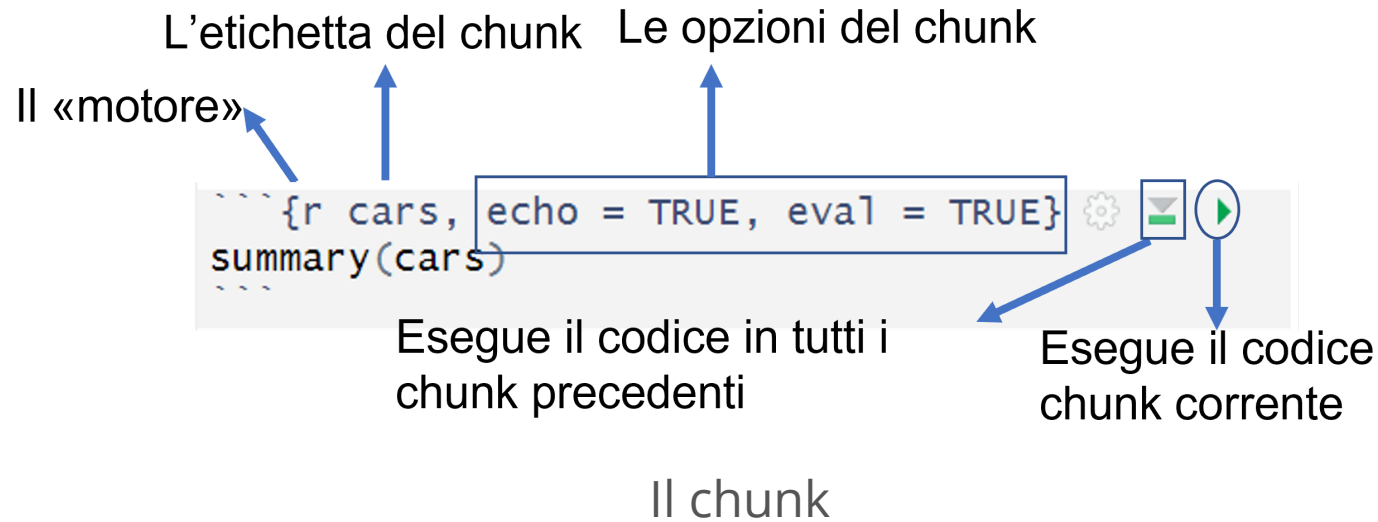 L’etichetta del chunk
Le opzioni del chunk
Il «motore»
```{r cars, echo = TRUE, eval = TRUE}
summary(cars)
```
Esegue il codice in tutti i
chunk precedenti
Esegue il codice
chunk corrente
Il chunk